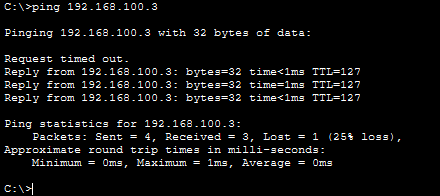 C:\>ping 192.168.100.3
Pinging 192.168.100.3 with 32 bytes of data:
Request timed out.
Reply from 192.168.100.3: bytes=32 time<1ms TTL=127
Reply from 192.168.100.3: bytes=32 time<1ms TTL=127
Reply from 192.168.100.3: bytes=32 time<1ms TTL=127
Ping statistics for 192.168.100.3:
Packets: Sent = 4, Received = 3, Lost = 1 (25% loss),
Approximate round trip times in milli-seconds:
Minimum = 0ms, Maximum = 1ms, Average = 0ms
C:\>